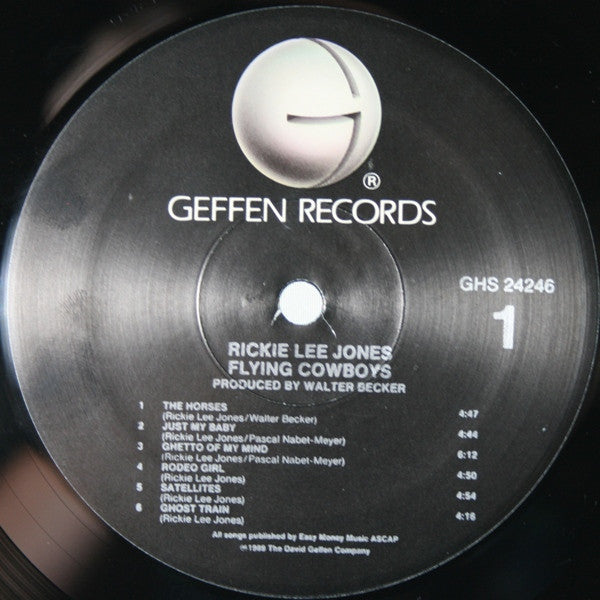 G
®
GEFFEN RECORDS
GHS 24246
1
RICKIE LEE JONES
FLYING COWBOYS
PRODUCED BY WALTER BECKER
1 THE HORSES 4:47
(Rickie Lee Jones/Walter Becker)
2 JUST MY BABY 4:44
(Rickie Lee Jones/Pascal Nabet-Meyer)
3 GHETTO OF MY MIND 6:12
(Rickie Lee Jones/Pascal Nabet-Meyer)
4 RODEO GIRL 4:50
(Rickie Lee Jones)
5 SATELLITES 4:54
(Rickie Lee Jones)
6 GHOST TRAIN 4:16
(Rickie Lee Jones)
All songs published by Easy Money Music ASCAP
℗1989 The David Geffen Company